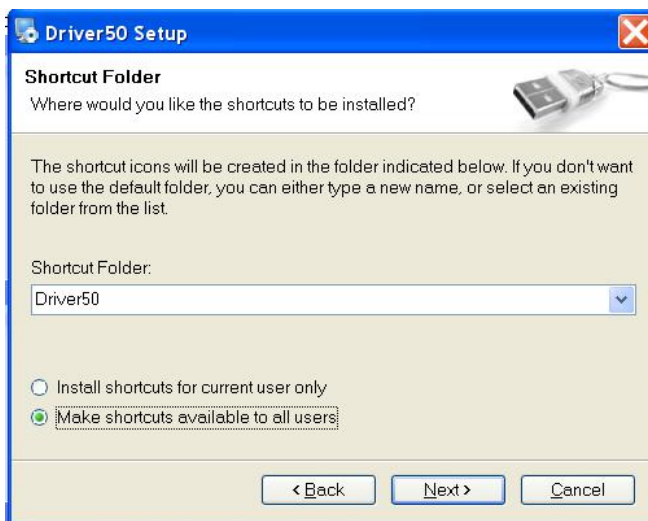 Driver50 Setup
Shortcut Folder
Where would you like the shortcuts to be installed?
The shortcut icons will be created in the folder indicated below. If you don't want
to use the default folder, you can either type a new name, or select an existing
folder from the list.
Shortcut Folder:
Driver50
Install shortcuts for current user only
Make shortcuts available to all users
< Back Next > Cancel